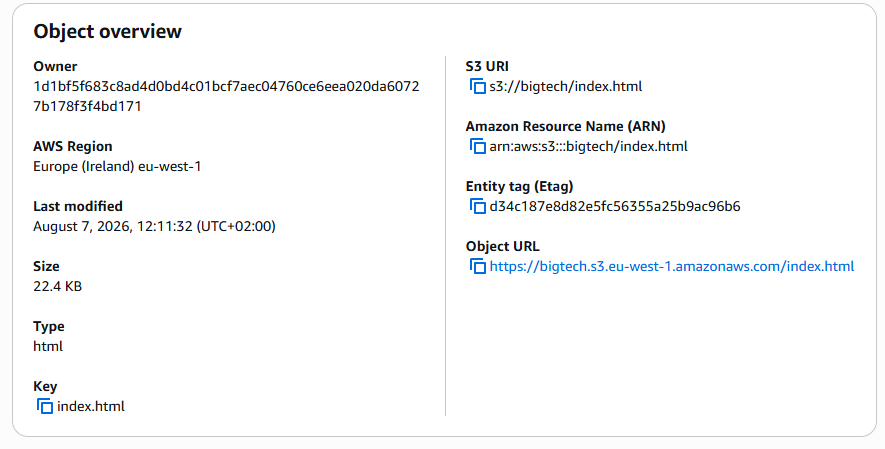 Object overview
Owner
1d1bf5f683c8ad4d0bd4c01bcf7aec04760ce6eea020da6072
7b178f3f4bd171
AWS Region
Europe (Ireland) eu-west-1
Last modified
August 7, 2026, 12:11:32 (UTC+02:00)
Size
22.4 KB
Type
html
Key
index.html
S3 URI
s3://bigtech/index.html
Amazon Resource Name (ARN)
arn:aws:s3:::bigtech/index.html
Entity tag (Etag)
d34c187e8d82e5fc56355a25b9ac96b6
Object URL
https://bigtech.s3.eu-west-1.amazonaws.com/index.html